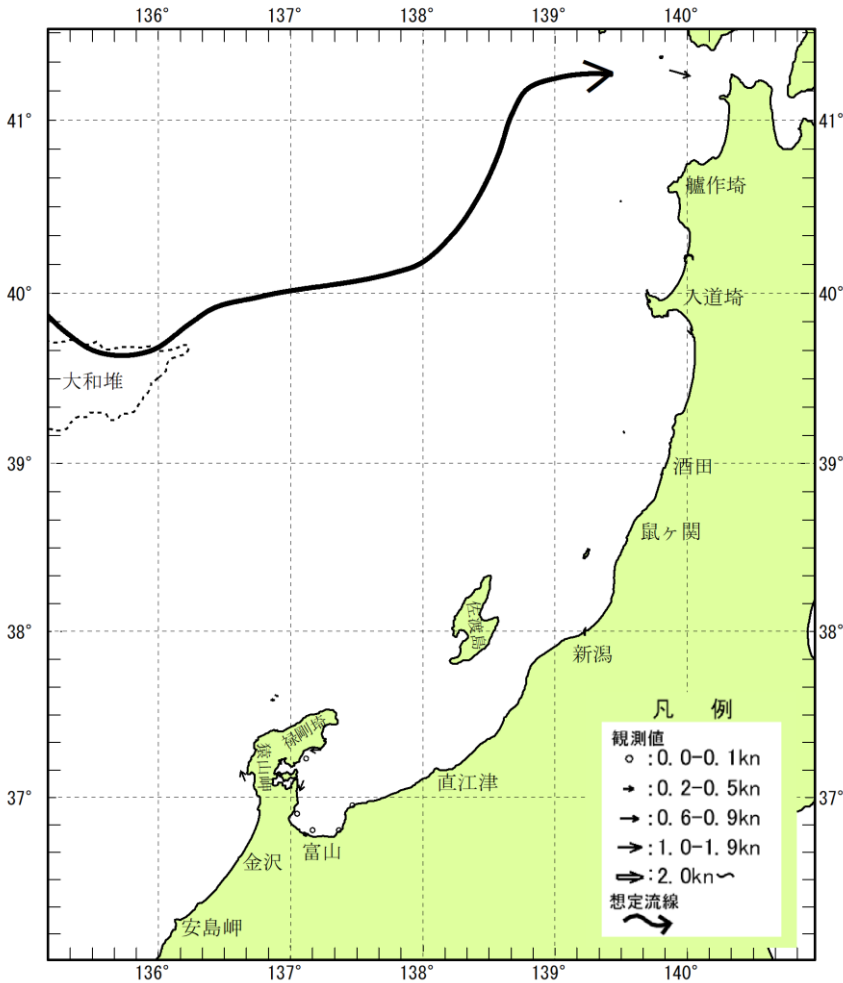 136° 137° 138° 139° 140°
41° 41°
艫作埼
40° 入道埼 40°
大和堆
39° 酒田 39°
鼠ヶ関
佐渡島
38° 38°
新潟
凡 例
禄剛埼
観測値
猿山岬
:0.0-0.1kn
直江津
:0.2-0.5kn
37° 37°
:0.6-0.9kn
富山
:1.0-1.9kn
金沢
:2.0kn~
想定流線
安島岬
136° 137° 138° 139° 140°